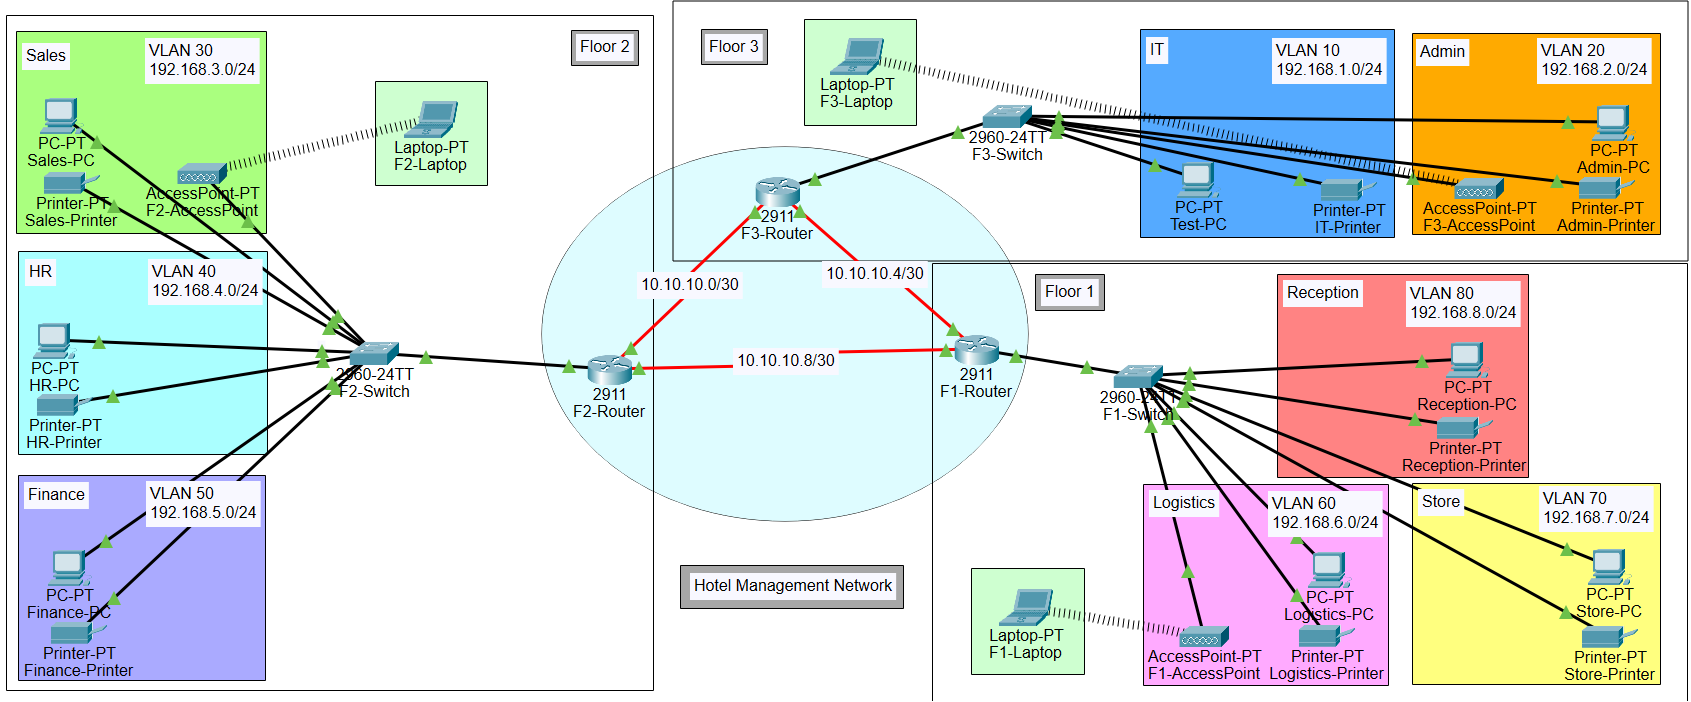 Sales
VLAN 30
192.168.3.0/24
PC-PT
Sales-PC
Printer-PT
Sales-Printer
AccessPoint-PT
F2-AccessPoint
Floor 2
Laptop-PT
F2-Laptop
HR
VLAN 40
192.168.4.0/24
PC-PT
HR-PC
Printer-PT
HR-Printer
2960-24TT
F2-Switch
Finance
VLAN 50
192.168.5.0/24
PC-PT
Finance-PC
Printer-PT
Finance-Printer
Floor 3
Laptop-PT
F3-Laptop
2960-24TT
F3-Switch
IT
VLAN 10
192.168.1.0/24
PC-PT
Test-PC
Printer-PT
IT-Printer
Admin
VLAN 20
192.168.2.0/24
PC-PT
Admin-PC
AccessPoint-PT
F3-AccessPoint
Printer-PT
Admin-Printer
2911
F3-Router
10.10.10.0/30
10.10.10.4/30
10.10.10.8/30
2911
F2-Router
2911
F1-Router
Floor 1
2960-24TT
F1-Switch
Reception
VLAN 80
192.168.8.0/24
PC-PT
Reception-PC
Printer-PT
Reception-Printer
Logistics
VLAN 60
192.168.6.0/24
PC-PT
Logistics-PC
AccessPoint-PT
F1-AccessPoint
Printer-PT
Logistics-Printer
Store
VLAN 70
192.168.7.0/24
PC-PT
Store-PC
Printer-PT
Store-Printer
Hotel Management Network
Laptop-PT
F1-Laptop